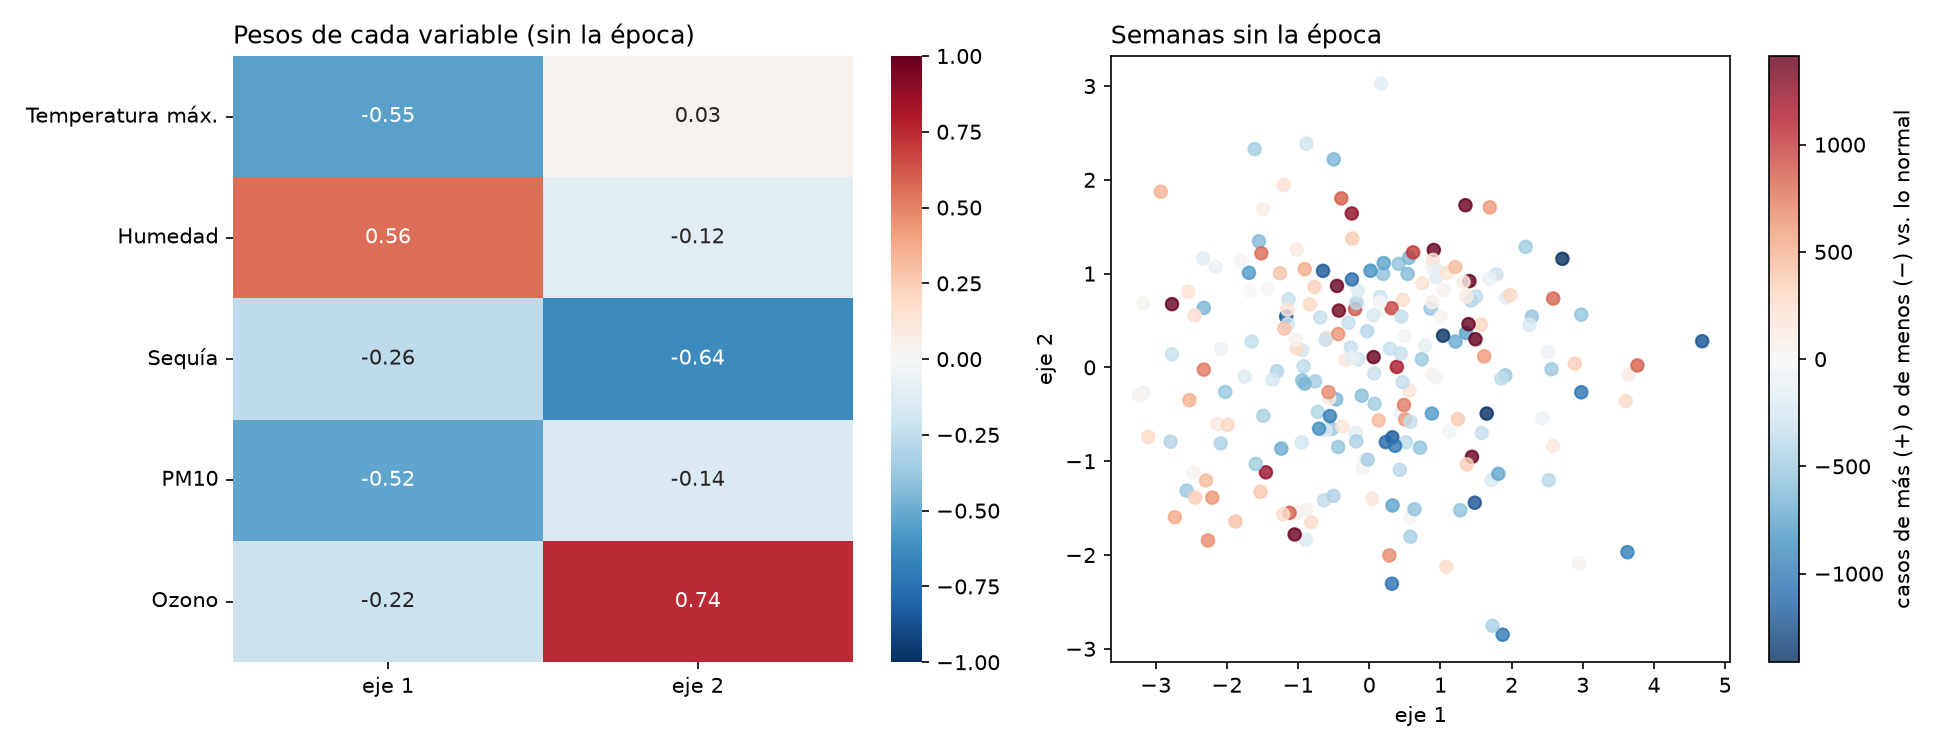 Pesos de cada variable (sin la época)
Temperatura máx.
Humedad
Sequía
PM10
Ozono
-0.55 0.03
0.56 -0.12
-0.26 -0.64
-0.52 -0.14
-0.22 0.74
eje 1 eje 2
1.00
0.75
0.50
0.25
0.00
−0.25
−0.50
−0.75
−1.00
Semanas sin la época
eje 2
3
2
1
0
−1
−2
−3
−3 −2 −1 0 1 2 3 4 5
eje 1
1000
500
0
−500
−1000
casos de más (+) o de menos (−) vs. lo normal